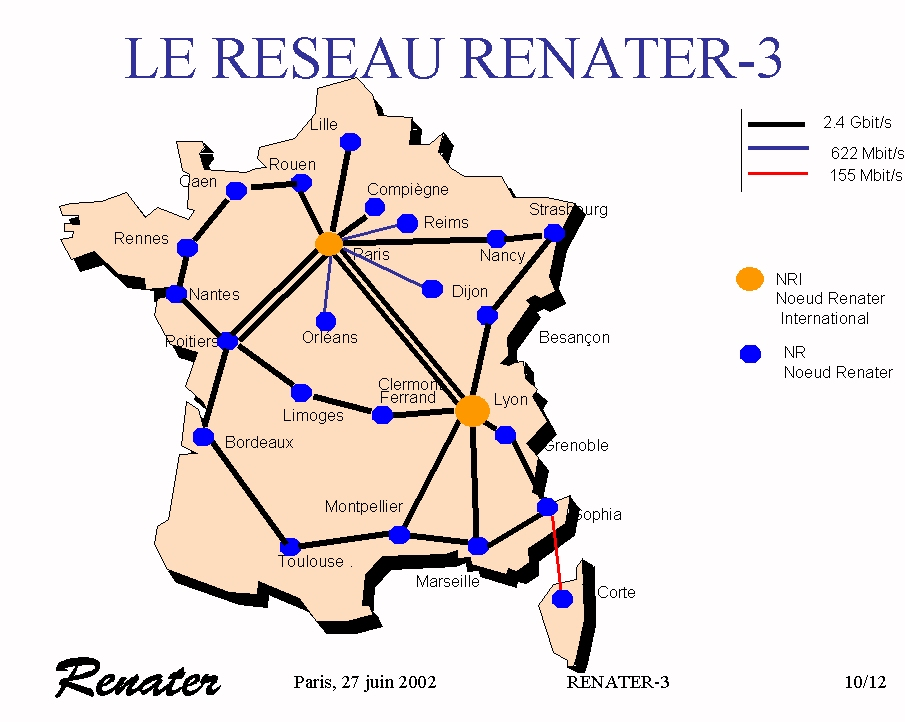 LE RESEAU RENATER-3
2.4 Gbit/s
622 Mbit/s
155 Mbit/s
Lille
Rouen
Caen
Compiègne
Reims
Strasbourg
Rennes
Paris
Nancy
Nantes
Dijon
NRI
Noeud Renater
International
Poitiers
Orléans
Besançon
NR
Noeud Renater
Clermont
Ferrand
Lyon
Limoges
Bordeaux
Grenoble
Montpellier
Sophia
Toulouse .
Marseille
Corte
Renater
Paris, 27 juin 2002
RENATER-3
10/12